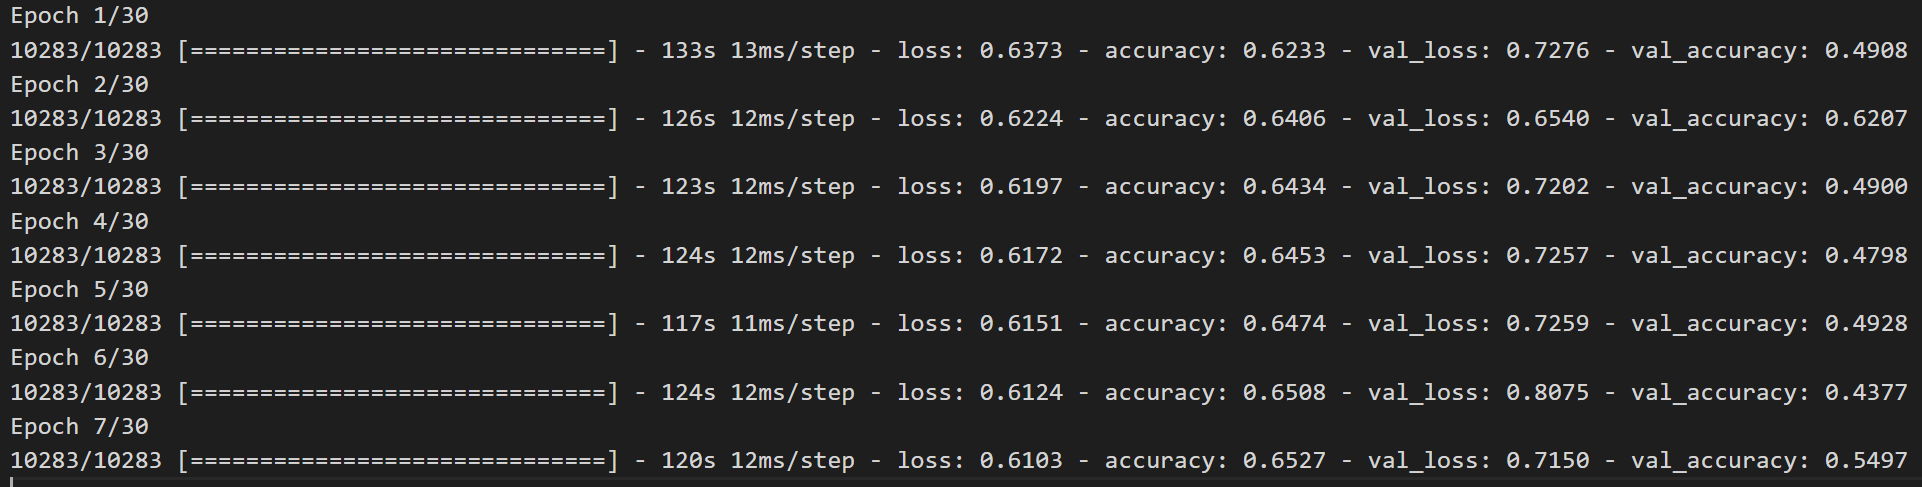 Epoch 1/30
10283/10283 [==============================] - 133s 13ms/step - loss: 0.6373 - accuracy: 0.6233 - val_loss: 0.7276 - val_accuracy: 0.4908
Epoch 2/30
10283/10283 [==============================] - 126s 12ms/step - loss: 0.6224 - accuracy: 0.6406 - val_loss: 0.6540 - val_accuracy: 0.6207
Epoch 3/30
10283/10283 [==============================] - 123s 12ms/step - loss: 0.6197 - accuracy: 0.6434 - val_loss: 0.7202 - val_accuracy: 0.4900
Epoch 4/30
10283/10283 [==============================] - 124s 12ms/step - loss: 0.6172 - accuracy: 0.6453 - val_loss: 0.7257 - val_accuracy: 0.4798
Epoch 5/30
10283/10283 [==============================] - 117s 11ms/step - loss: 0.6151 - accuracy: 0.6474 - val_loss: 0.7259 - val_accuracy: 0.4928
Epoch 6/30
10283/10283 [==============================] - 124s 12ms/step - loss: 0.6124 - accuracy: 0.6508 - val_loss: 0.8075 - val_accuracy: 0.4377
Epoch 7/30
10283/10283 [==============================] - 120s 12ms/step - loss: 0.6103 - accuracy: 0.6527 - val_loss: 0.7150 - val_accuracy: 0.5497